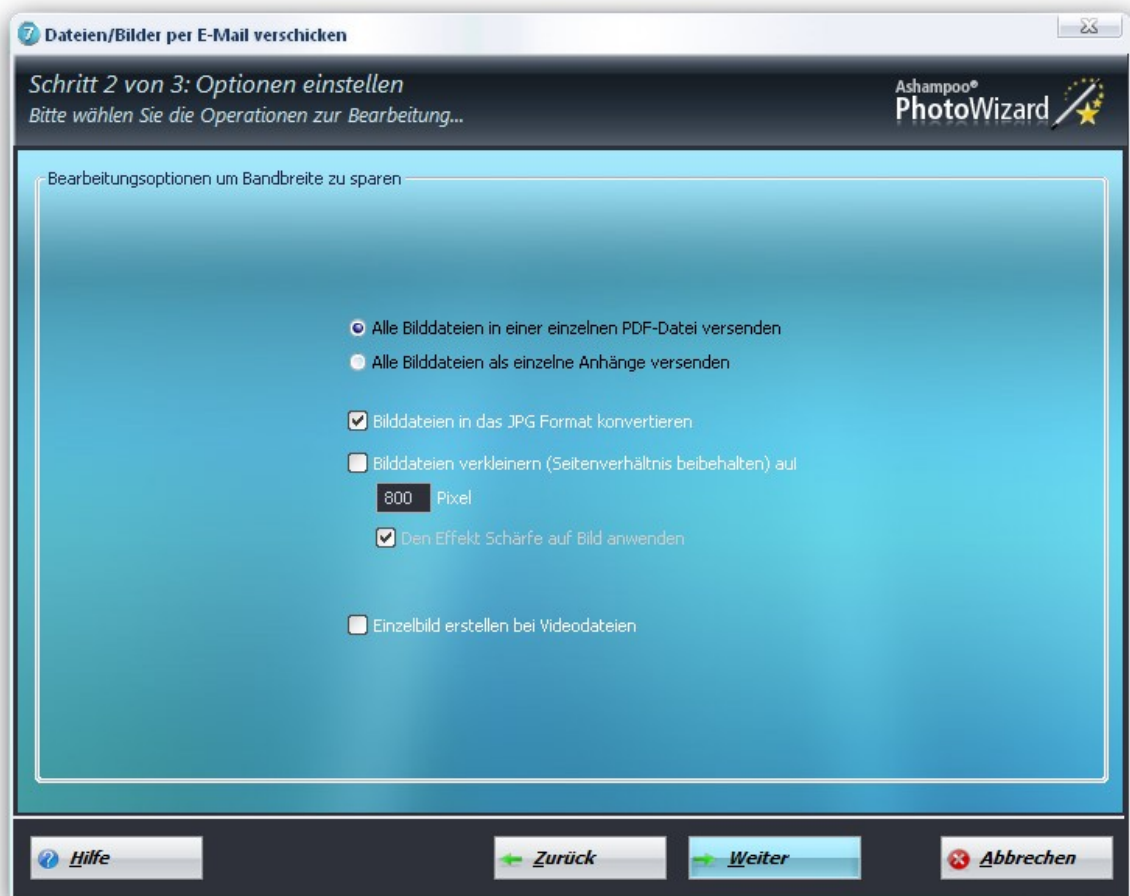 7 Dateien/Bilder per E-Mail verschicken
Schritt 2 von 3: Optionen einstellen
Bitte wählen Sie die Operationen zur Bearbeitung...
Ashampoo®
PhotoWizard
Bearbeitungsoptionen um Bandbreite zu sparen
Alle Bilddateien in einer einzelnen PDF-Datei versenden
Alle Bilddateien als einzelne Anhänge versenden
Bilddateien in das JPG Format konvertieren
Bilddateien verkleinern (Seitenverhältnis beibehalten) auf
800 Pixel
Den Effekt Schärfe auf Bild anwenden
Einzelbild erstellen bei Videodateien
Hilfe
Zurück
Weiter
Abbrechen